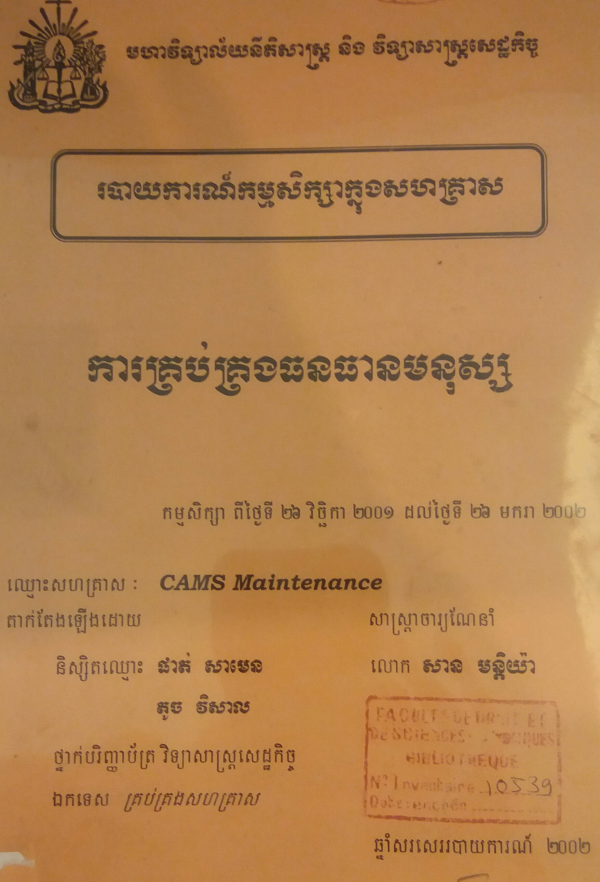 មហាវិទ្យាល័យនីតិសាស្ត្រ និង វិទ្យាសាស្ត្រសេដ្ឋកិច្ច
របាយការណ៍កម្មសិក្សាក្នុងសហគ្រាស
ការគ្រប់គ្រងធនធានមនុស្ស
កម្មសិក្សា ពីថ្ងៃទី ២៦ វិច្ឆិកា ២០០១ ដល់ថ្ងៃទី ២៦ មករា ២០០២
ឈ្មោះសហគ្រាស : CAMS Maintenance
តាក់តែងឡើងដោយ
សាស្ត្រាចារ្យណែនាំ
និស្សិតឈ្មោះ ផាត់ សាមេន
លោក សាន មន្តិយ៉ា
តូច វិសាល
ថ្នាក់បរិញ្ញាប័ត្រ វិទ្យាសាស្ត្រសេដ្ឋកិច្ច
ឯកទេស គ្រប់គ្រងសហគ្រាស
FACULTE DE DROIT ET
DE SCIENCES
BIBLIOTHEQUE
N° Inventaire 10539
ឆ្នាំសរសេររបាយការណ៍ ២០០២